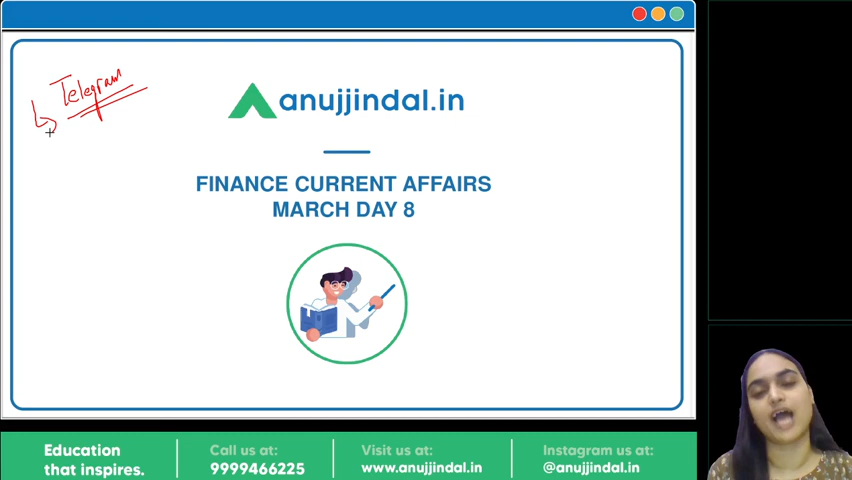 Telegram
anujjindal.in
FINANCE CURRENT AFFAIRS
MARCH DAY 8
Education
that inspires.
Call us at:
9999466225
Visit us at:
www.anujjindal.in
Instagram us at:
@anujjindal.in